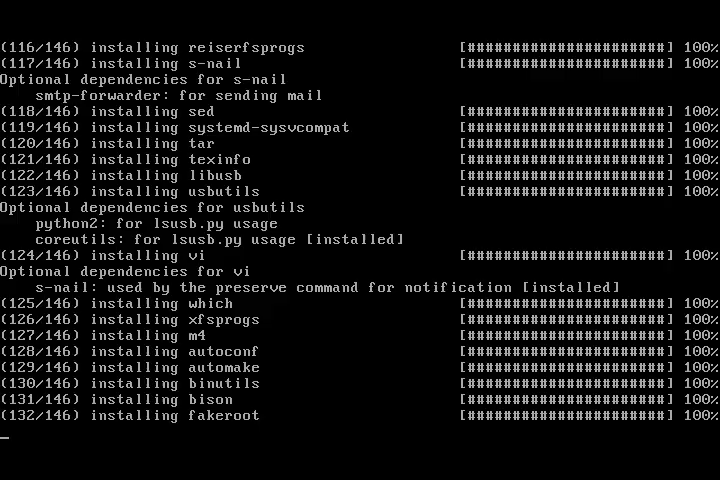 (116/146) installing reiserfsprogs [######################] 100%
(117/146) installing s-nail [######################] 100%
Optional dependencies for s-nail
smtp-forwarder: for sending mail
(118/146) installing sed [######################] 100%
(119/146) installing systemd-sysvcompat [######################] 100%
(120/146) installing tar [######################] 100%
(121/146) installing texinfo [######################] 100%
(122/146) installing libusb [######################] 100%
(123/146) installing usbutils [######################] 100%
Optional dependencies for usbutils
python2: for lsusb.py usage
coreutils: for lsusb.py usage [installed]
(124/146) installing vi [######################] 100%
Optional dependencies for vi
s-nail: used by the preserve command for notification [installed]
(125/146) installing which [######################] 100%
(126/146) installing xfsprogs [######################] 100%
(127/146) installing m4 [######################] 100%
(128/146) installing autoconf [######################] 100%
(129/146) installing automake [######################] 100%
(130/146) installing binutils [######################] 100%
(131/146) installing bison [######################] 100%
(132/146) installing fakeroot [######################] 100%
_